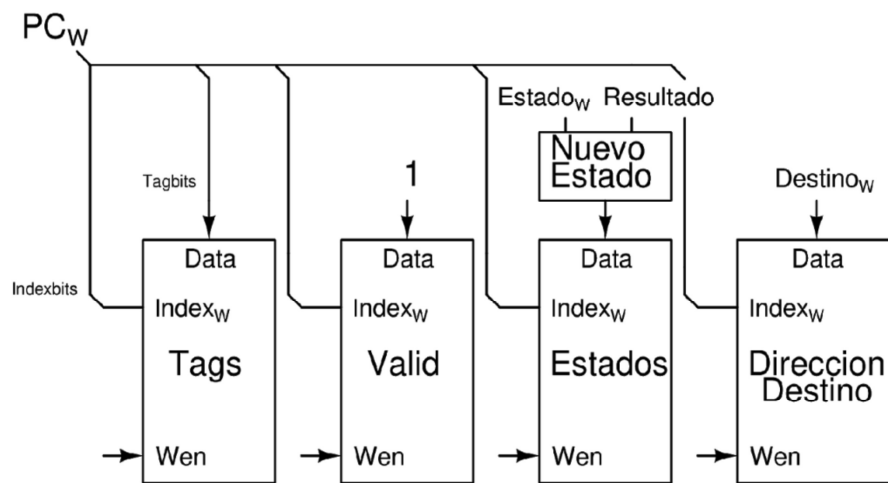 PCW
EstadoW Resultado
Nuevo
Estado
Tagbits
1
DestinoW
Data
Data
Data
Data
Indexbits
IndexW
IndexW
IndexW
IndexW
Tags
Valid
Estados
Direccion
Destino
Wen
Wen
Wen
Wen